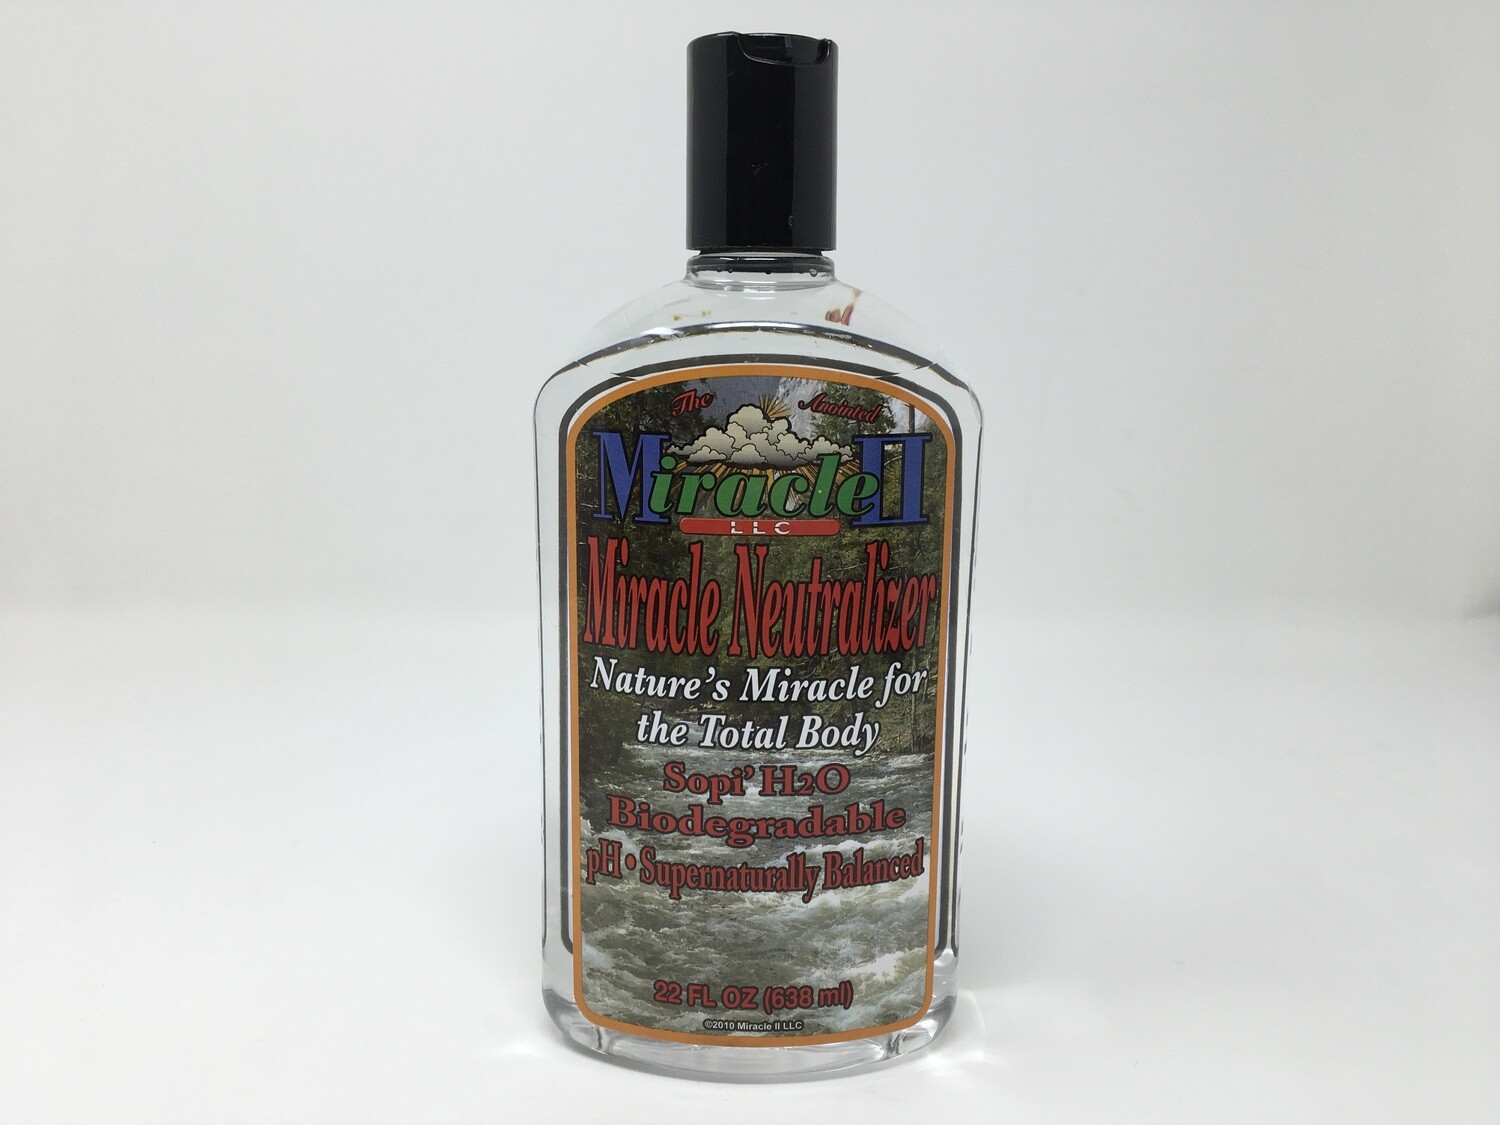 The Anointed
Miracle II
LLC
Miracle Neutralizer
Nature's Miracle for
the Total Body
Sopi' H2O
Biodegradable
pH • Supernaturally Balanced
22 FL OZ (638 ml)
©2010 Miracle II LLC